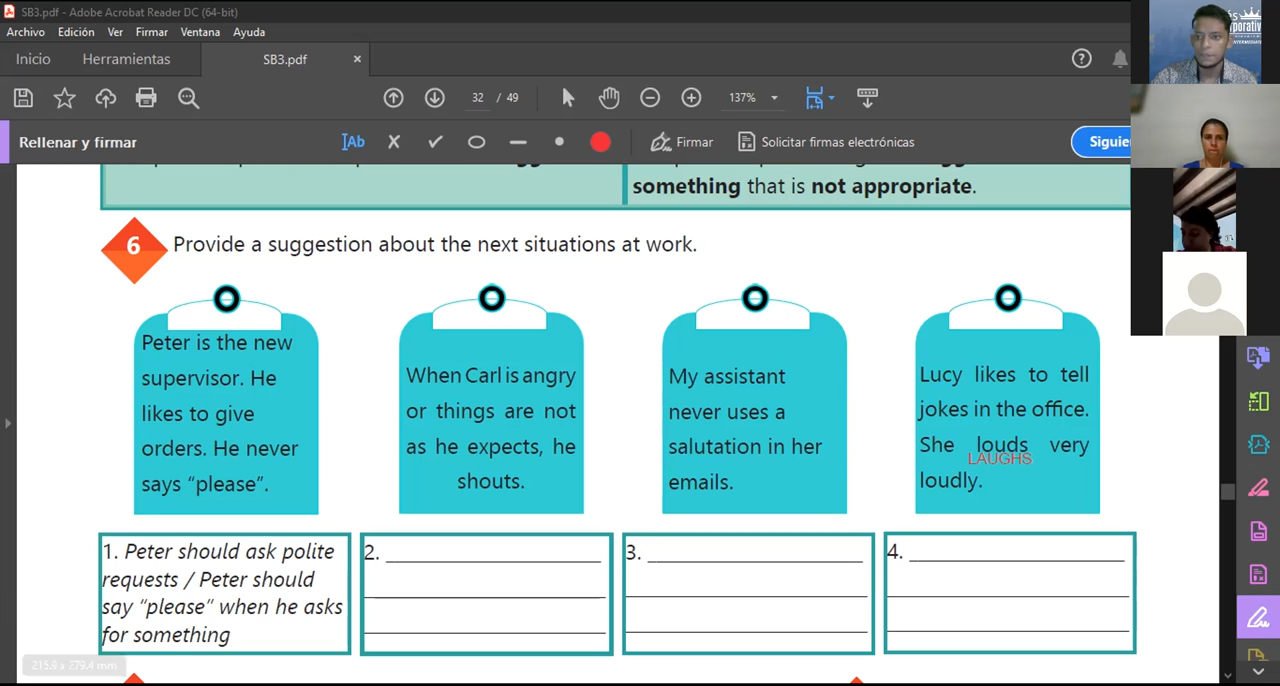 SB3.pdf - Adobe Acrobat Reader DC (64-bit)
Archivo Edición Ver Firmar Ventana Ayuda
Inicio Herramientas SB3.pdf ×
32 / 49 137%
Rellenar y firmar Firmar Solicitar firmas electrónicas Siguie
something that is not appropriate.
6 Provide a suggestion about the next situations at work.
Peter is the new
supervisor. He
likes to give
orders. He never
says “please”.
When Carl is angry
or things are not
as he expects, he
shouts.
My assistant
never uses a
salutation in her
emails.
Lucy likes to tell
jokes in the office.
She louds very
LAUGHS
loudly.
1. Peter should ask polite
requests / Peter should
say “please” when he asks
for something
2.
3.
4.
215.9 x 279.4 mm